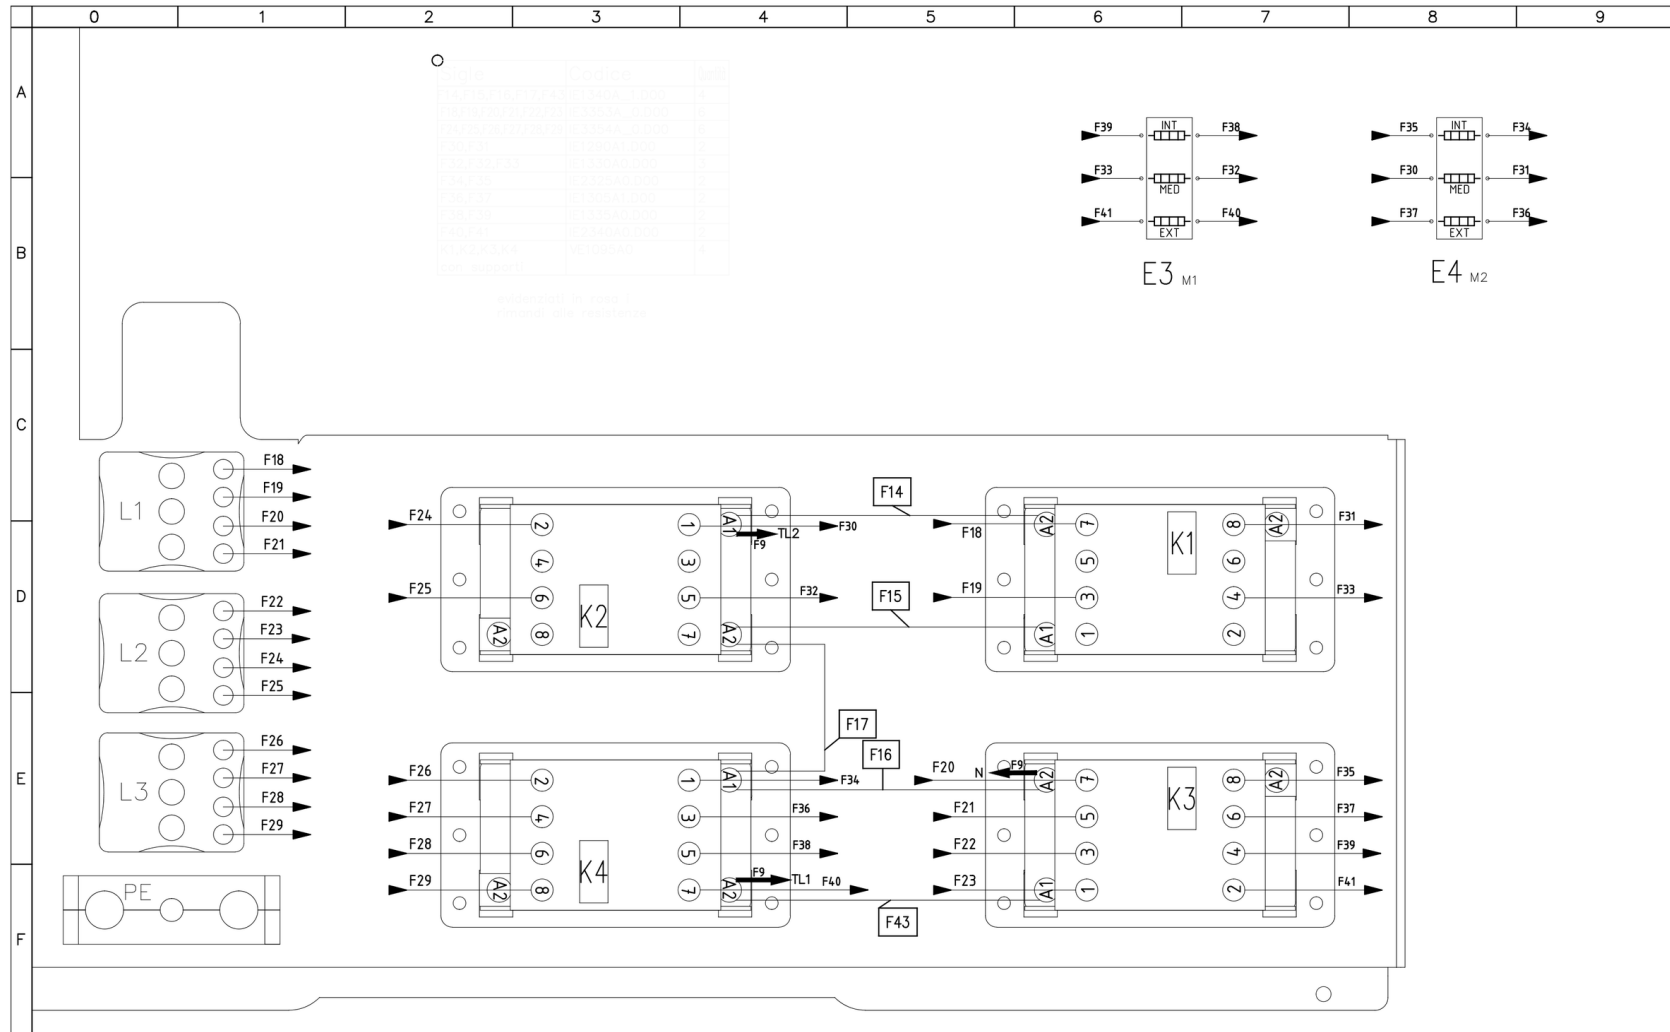 0 1 2 3 4 5 6 7 8 9
A
B
C
D
E
F
Sigle Codice
INT
F39 F38
F33 F32
MED
F41 F40
EXT
E3 M1
INT
F35 F34
F30 F31
MED
F37 F36
EXT
E4 M2
L1
F18
F19
F20
F21
L2
F22
F23
F24
F25
L3
F26
F27
F28
F29
PE
F24 2 1 A1 F30
F9 TL2
4 3
F25 6 5 F32
K2
A2 8 7 A2
F14
F15
F17
F16
F43
F18 A2 7 K1 8 A2 F31
5 6
F19 3 4 F33
A1 1 2
F26 2 1 A1 F34
F27 4 3 F36
F28 6 5 F38
K4
F29 A2 8 7 A2 F40
F9 TL1
F20 N F9 A2 7 K3 8 A2 F35
F21 5 6 F37
F22 3 4 F39
F23 A1 1 2 F41